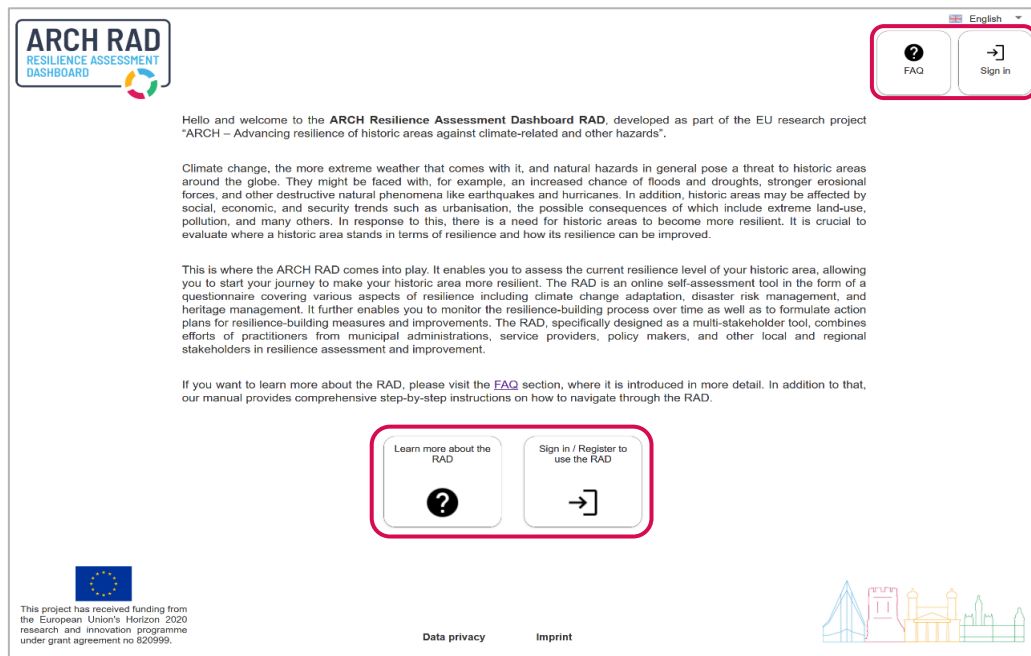 ARCH RAD
RESILIENCE ASSESSMENT
DASHBOARD
English
FAQ
Sign in
Hello and welcome to the ARCH Resilience Assessment Dashboard RAD, developed as part of the EU research project
“ARCH – Advancing resilience of historic areas against climate-related and other hazards”.
Climate change, the more extreme weather that comes with it, and natural hazards in general pose a threat to historic areas
around the globe. They might be faced with, for example, an increased chance of floods and droughts, stronger erosional
forces, and other destructive natural phenomena like earthquakes and hurricanes. In addition, historic areas may be affected by
social, economic, and security trends such as urbanisation, the possible consequences of which include extreme land-use,
pollution, and many others. In response to this, there is a need for historic areas to become more resilient. It is crucial to
evaluate where a historic area stands in terms of resilience and how its resilience can be improved.
This is where the ARCH RAD comes into play. It enables you to assess the current resilience level of your historic area, allowing
you to start your journey to make your historic area more resilient. The RAD is an online self-assessment tool in the form of a
questionnaire covering various aspects of resilience including climate change adaptation, disaster risk management, and
heritage management. It further enables you to monitor the resilience-building process over time as well as to formulate action
plans for resilience-building measures and improvements. The RAD, specifically designed as a multi-stakeholder tool, combines
efforts of practitioners from municipal administrations, service providers, policy makers, and other local and regional
stakeholders in resilience assessment and improvement.
If you want to learn more about the RAD, please visit the FAQ section, where it is introduced in more detail. In addition to that,
our manual provides comprehensive step-by-step instructions on how to navigate through the RAD.
Learn more about the
RAD
Sign in / Register to
use the RAD
This project has received funding from
the European Union's Horizon 2020
research and innovation programme
under grant agreement no 820999.
Data privacy
Imprint